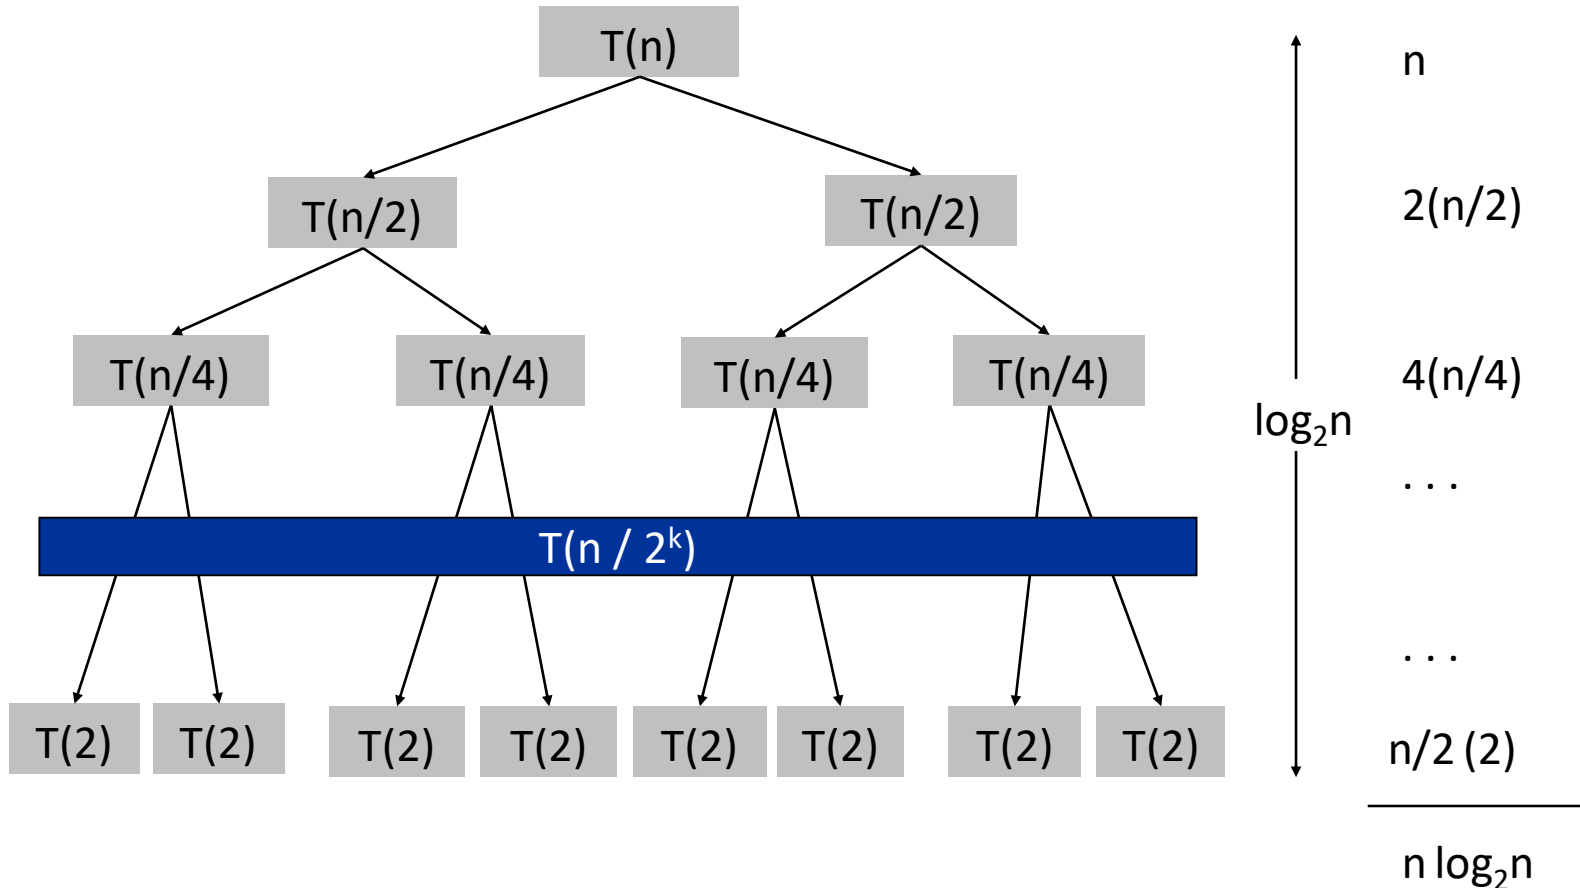 T(n)
n
T(n/2) T(n/2)
2(n/2)
T(n/4) T(n/4) T(n/4) T(n/4)
4(n/4)
log₂n
. . .
T(n / 2ᵏ)
. . .
T(2) T(2) T(2) T(2) T(2) T(2) T(2) T(2)
n/2 (2)
n log₂n